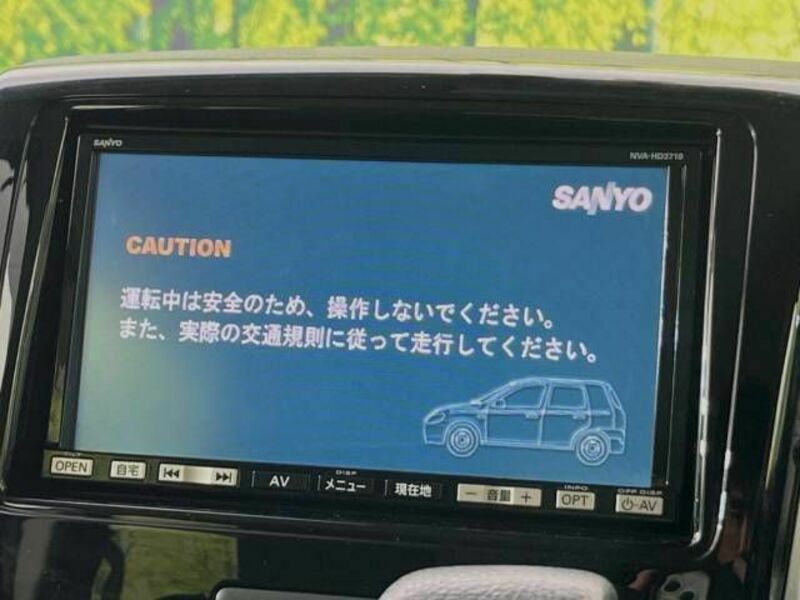 SANYO
NVA-HD3710
SANYO
CAUTION
運転中は安全のため、操作しないでください。
また、実際の交通規則に従って走行してください。
DISP
INFO
OFF DISP
OPEN 自宅 AV メニュー 現在地 − 音量 + OPT ⏻-AV